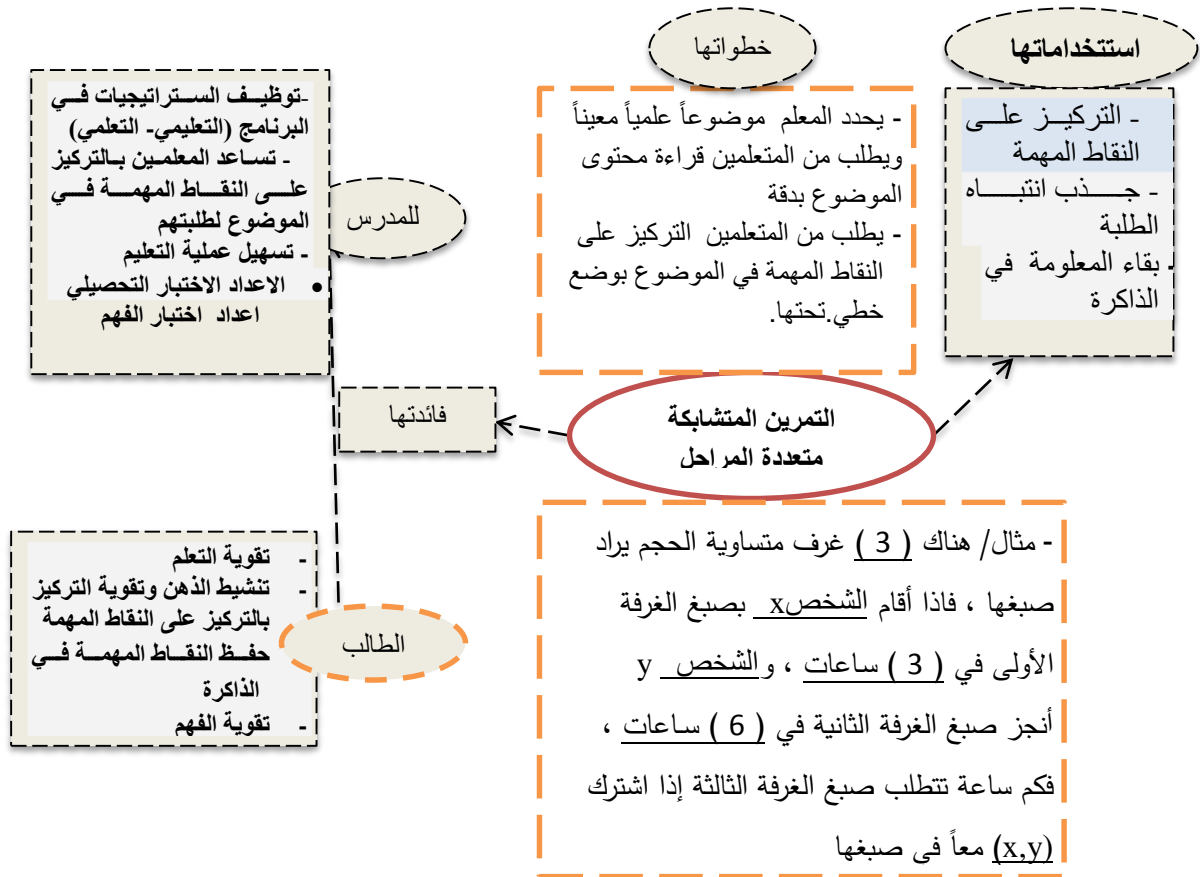 استتخداماتها
- التركيز على
النقاط المهمة
- جذب انتباه
الطلبة
- بقاء المعلومة في
الذاكرة
خطواتها
- يحدد المعلم موضوعاً علمياً معيناً
ويطلب من المتعلمين قراءة محتوى
الموضوع بدقة
- يطلب من المتعلمين التركيز على
النقاط المهمة في الموضوع بوضع
خطي.تحتها.
-توظيف الستراتيجيات في
البرنامج (التعليمي- التعلمي)
- تساعد المعلمين بالتركيز
على النقاط المهمة في
الموضوع لطلبتهم
- تسهيل عملية التعليم
• الاعداد الاختبار التحصيلي
اعداد اختبار الفهم
للمدرس
فائدتها
التمرين المتشابكة
متعددة المراحل
- مثال/ هناك ( 3 ) غرف متساوية الحجم يراد
صبغها ، فاذا أقام الشخصx بصبغ الغرفة
الأولى في ( 3 ) ساعات ، والشخص y
أنجز صبغ الغرفة الثانية في ( 6 ) ساعات ،
فكم ساعة تتطلب صبغ الغرفة الثالثة إذا اشترك
(x,y) معاً في صبغها
الطالب
- تقوية التعلم
- تنشيط الذهن وتقوية التركيز
بالتركيز على النقاط المهمة
- حفظ النقاط المهمة في
الذاكرة
- تقوية الفهم